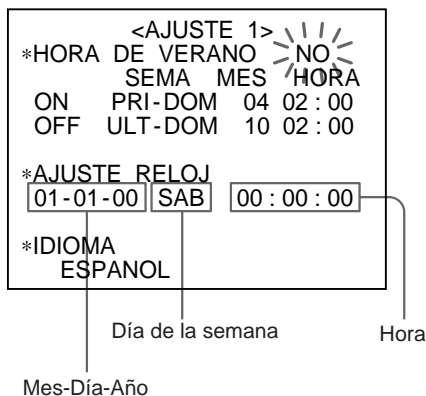 <AJUSTE 1>
*HORA DE VERANO NO
SEMA MES HORA
ON PRI-DOM 04 02:00
OFF ULT-DOM 10 02:00
*AJUSTE RELOJ
01-01-00 SAB 00:00:00
*IDIOMA
ESPANOL
Día de la semana
Hora
Mes-Día-Año